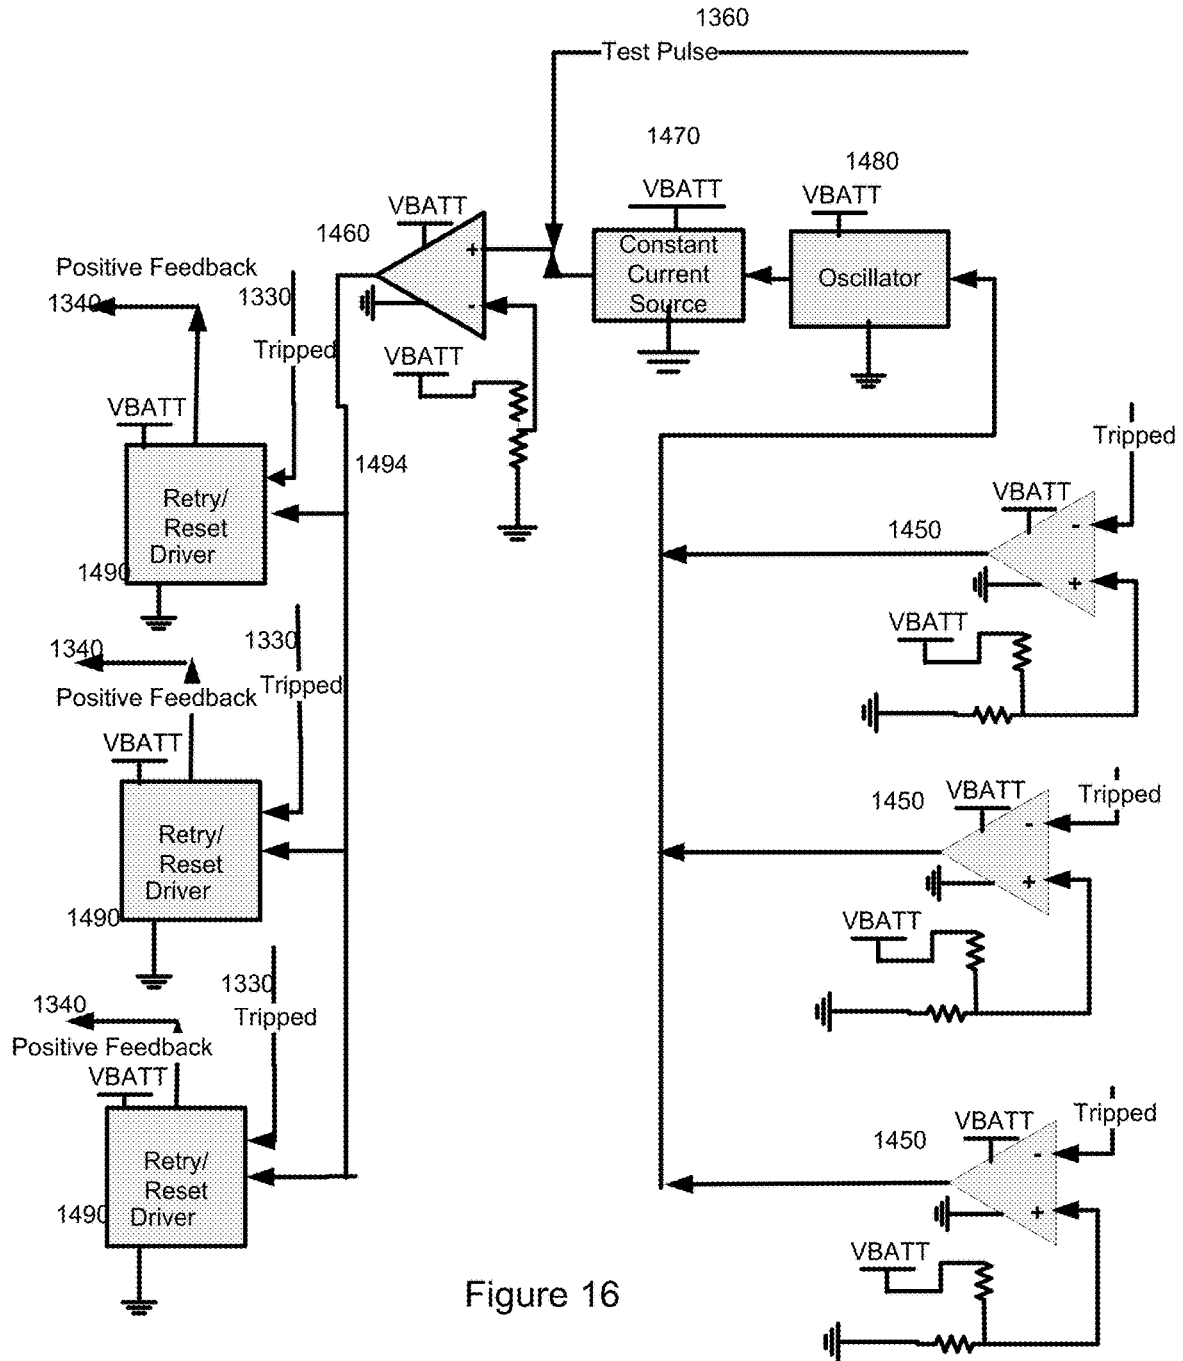 1360
Test Pulse
1470
1480
VBATT
VBATT
VBATT
1460
Constant
Current
Source
Oscillator
+
-
Positive Feedback
1340
1330
Tripped
VBATT
VBATT
1494
Retry/
Reset
Driver
1490
Tripped
VBATT
1450
-
+
VBATT
1340
1330
Tripped
Positive Feedback
VBATT
Retry/
Reset
Driver
1490
Tripped
VBATT
1450
-
+
VBATT
1340
1330
Tripped
Positive Feedback
VBATT
Retry/
Reset
Driver
1490
Tripped
VBATT
1450
-
+
VBATT
Figure 16